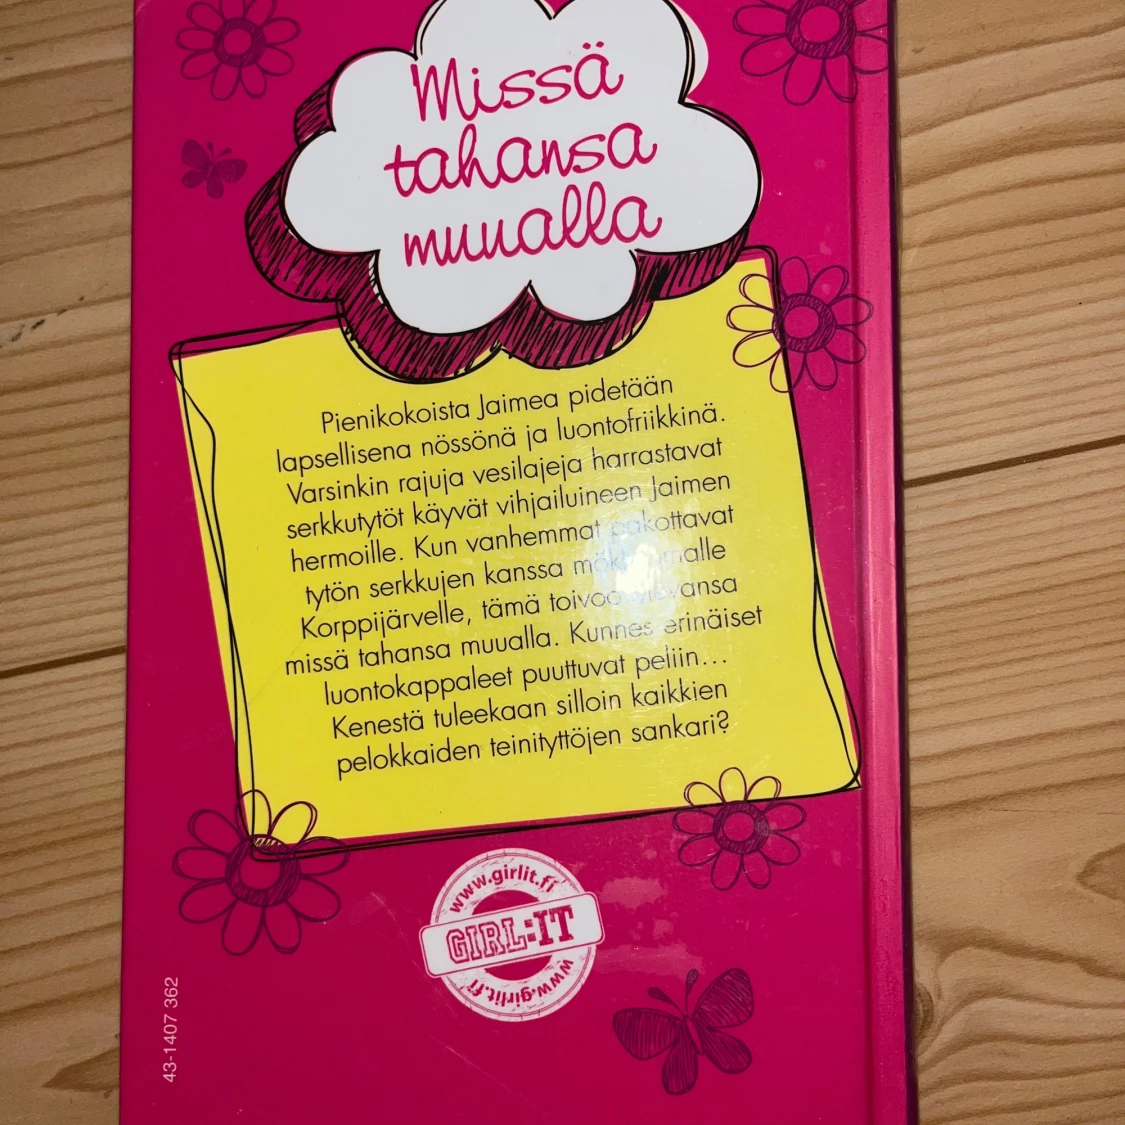 Missä
tahansa
muualla
Pienikokoista Jaimea pidetään
lapsellisena nössönä ja luontofriikkinä.
Varsinkin rajuja vesilajeja harrastavat
serkkutytöt käyvät vihjailuineen Jaimen
hermoille. Kun vanhemmat pakottavat
tytön serkkujen kanssa
Korppijärvelle, tämä toivoo olevansa
missä tahansa muualla. Kunnes erinäiset
luontokappaleet puuttuvat peliin...
Kenestä tuleekaan silloin kaikkien
pelokkaiden teinityttöjen sankari?
www.girlit.fi
GIRL:IT
www.girlit.fi
43-1407 362